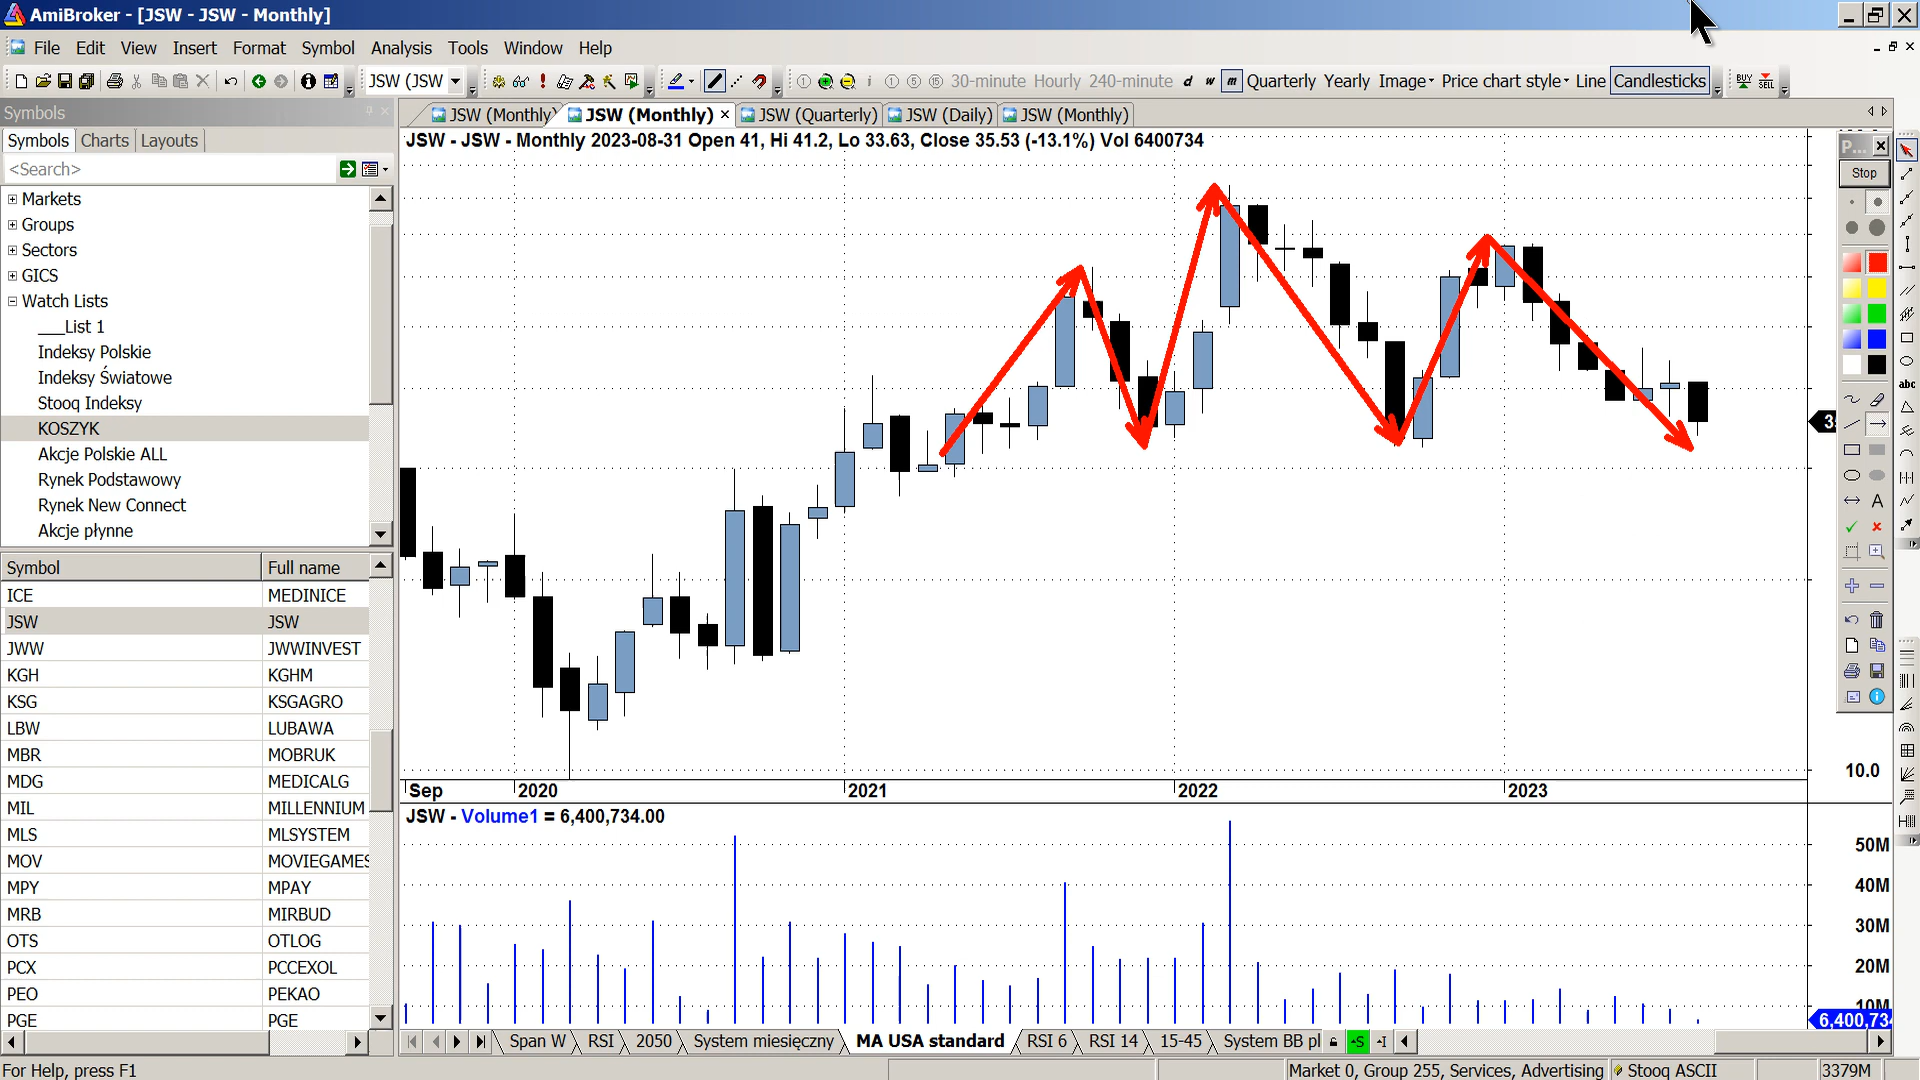 AmiBroker - [JSW - JSW - Monthly]
File Edit View Insert Format Symbol Analysis Tools Window Help
JSW (JSW 30-minute Hourly 240-minute d w m Quarterly Yearly Image Price chart style Line Candlesticks BUY SELL
Symbols
JSW (Monthly) JSW (Monthly) JSW (Quarterly) JSW (Daily) JSW (Monthly)
Symbols Charts Layouts
JSW - JSW - Monthly 2023-08-31 Open 41, Hi 41.2, Lo 33.63, Close 35.53 (-13.1%) Vol 6400734
P...
Stop
<Search>
Markets
Groups
Sectors
GICS
Watch Lists
___List 1
Indeksy Polskie
Indeksy Światowe
Stooq Indeksy
KOSZYK
Akcje Polskie ALL
Rynek Podstawowy
Rynek New Connect
Akcje płynne
abc
A
Symbol Full name
ICE MEDINICE
JSW JSW
JWW JWWINVEST
KGH KGHM
KSG KSGAGRO
LBW LUBAWA
MBR MOBRUK
MDG MEDICALG
MIL MILLENNIUM
MLS MLSYSTEM
MOV MOVIEGAMES
MPY MPAY
MRB MIRBUD
OTS OTLOG
PCX PCCEXOL
PEO PEKAO
PGE PGE
10.0
Sep 2020 2021 2022 2023
JSW - Volume1 = 6,400,734.00
50M
40M
30M
20M
10M
6,400,734
Span W RSI 2050 System miesięczny MA USA standard RSI 6 RSI 14 15-45 System BB pl S I
For Help, press F1 Market 0, Group 255, Services, Advertising Stooq ASCII 3379M